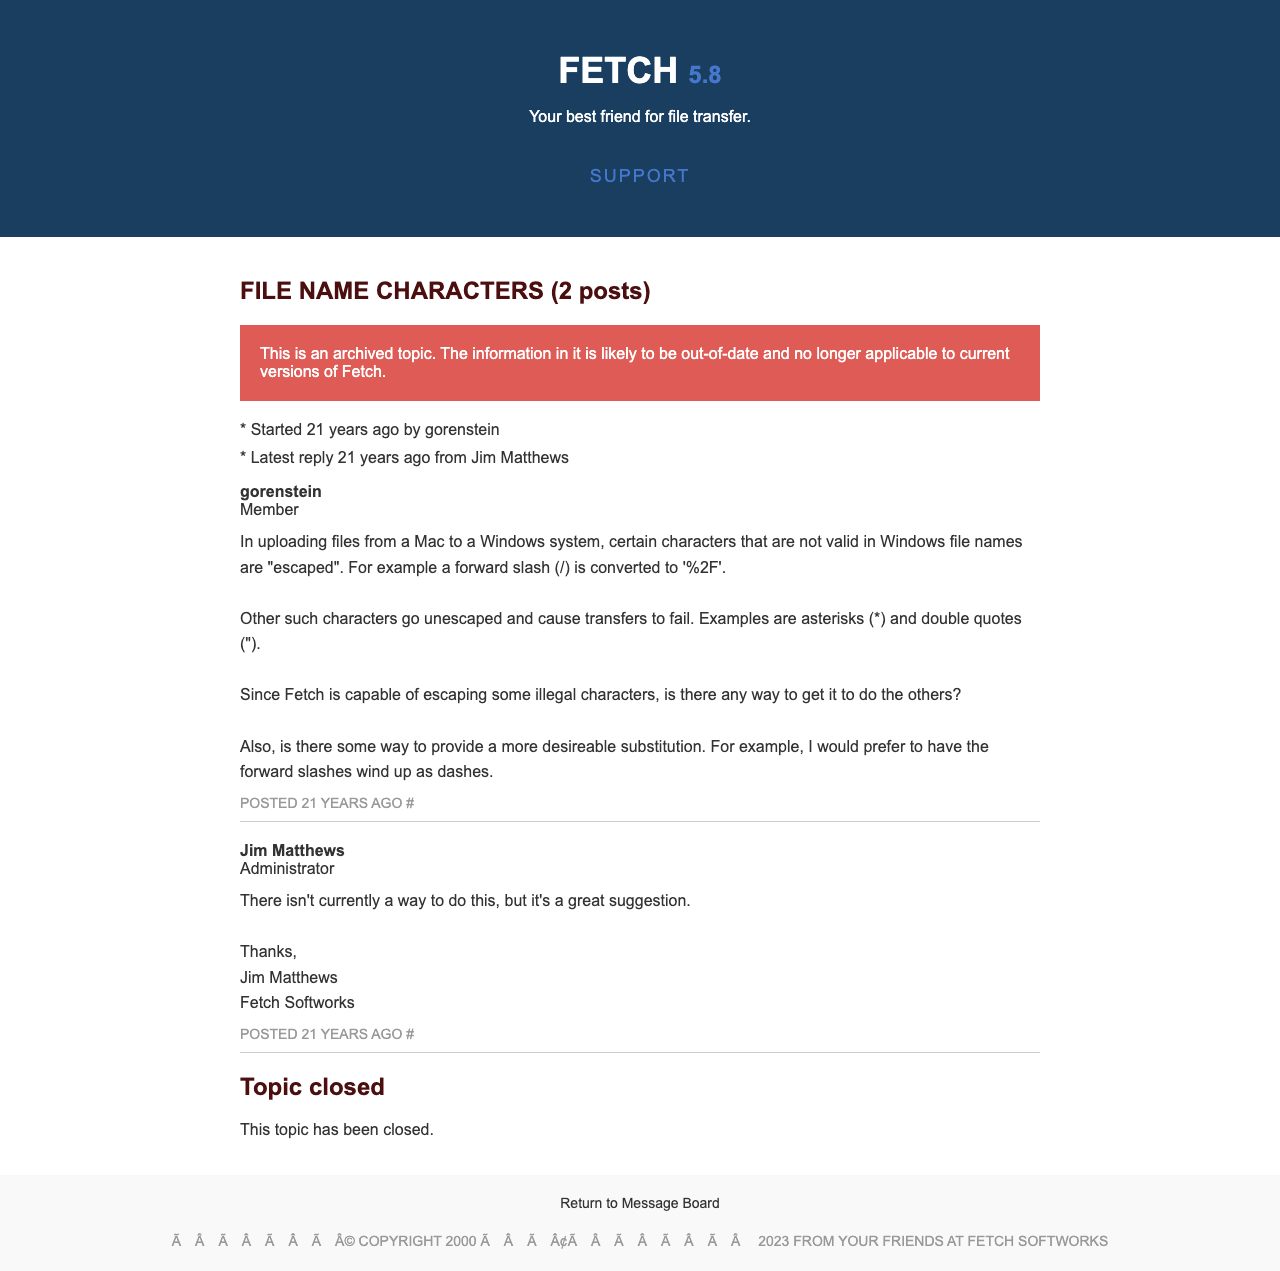 FETCH 5.8
Your best friend for file transfer.
SUPPORT
FILE NAME CHARACTERS (2 posts)
This is an archived topic. The information in it is likely to be out-of-date and no longer applicable to current
versions of Fetch.
* Started 21 years ago by gorenstein
* Latest reply 21 years ago from Jim Matthews
gorenstein
Member
In uploading files from a Mac to a Windows system, certain characters that are not valid in Windows file names
are "escaped". For example a forward slash (/) is converted to '%2F'.
Other such characters go unescaped and cause transfers to fail. Examples are asterisks (*) and double quotes
(").
Since Fetch is capable of escaping some illegal characters, is there any way to get it to do the others?
Also, is there some way to provide a more desireable substitution. For example, I would prefer to have the
forward slashes wind up as dashes.
POSTED 21 YEARS AGO #
Jim Matthews
Administrator
There isn't currently a way to do this, but it's a great suggestion.
Thanks,
Jim Matthews
Fetch Softworks
POSTED 21 YEARS AGO #
Topic closed
This topic has been closed.
Return to Message Board
Ã Â Ã Â Ã Â Ã Â© COPYRIGHT 2000 Ã Â Ã Â¢Ã Â Ã Â Ã Â Ã Â 2023 FROM YOUR FRIENDS AT FETCH SOFTWORKS